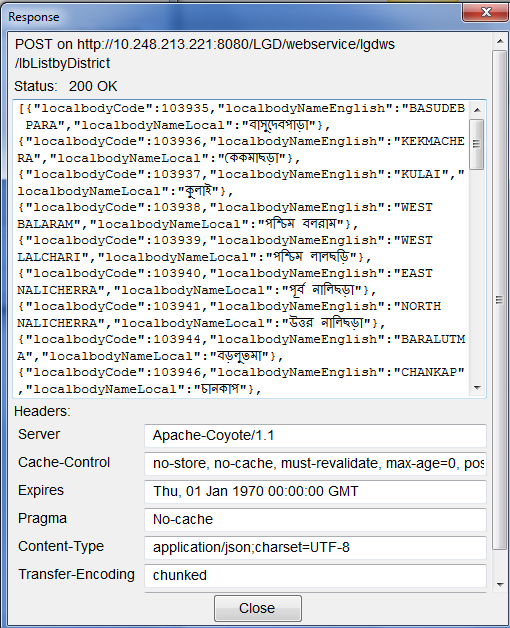 Response
POST on http://10.248.213.221:8080/LGD/webservice/lgdws
/lbListbyDistrict
Status: 200 OK
[{"localbodyCode":103935,"localbodyNameEnglish":"BASUDEB
PARA","localbodyNameLocal":"বাসুদেবপাড়া"},
{"localbodyCode":103936,"localbodyNameEnglish":"KEKMACHE
RA","localbodyNameLocal":"কেকমাছড়া"},
{"localbodyCode":103937,"localbodyNameEnglish":"KULAI","
localbodyNameLocal":"কুলাই"},
{"localbodyCode":103938,"localbodyNameEnglish":"WEST
BALARAM","localbodyNameLocal":"পশ্চিম বলরাম"},
{"localbodyCode":103939,"localbodyNameEnglish":"WEST
LALCHARI","localbodyNameLocal":"পশ্চিম লালছড়ি"},
{"localbodyCode":103940,"localbodyNameEnglish":"EAST
NALICHERRA","localbodyNameLocal":"পূর্ব নালিছড়া"},
{"localbodyCode":103941,"localbodyNameEnglish":"NORTH
NALICHERRA","localbodyNameLocal":"উত্তর নালিছড়া"},
{"localbodyCode":103944,"localbodyNameEnglish":"BARALUTM
A","localbodyNameLocal":"বড়লুতমা"},
{"localbodyCode":103946,"localbodyNameEnglish":"CHANKAP"
,"localbodyNameLocal":"চানকাপ"},
Headers:
Server Apache-Coyote/1.1
Cache-Control no-store, no-cache, must-revalidate, max-age=0, pos
Expires Thu, 01 Jan 1970 00:00:00 GMT
Pragma No-cache
Content-Type application/json;charset=UTF-8
Transfer-Encoding chunked
Close